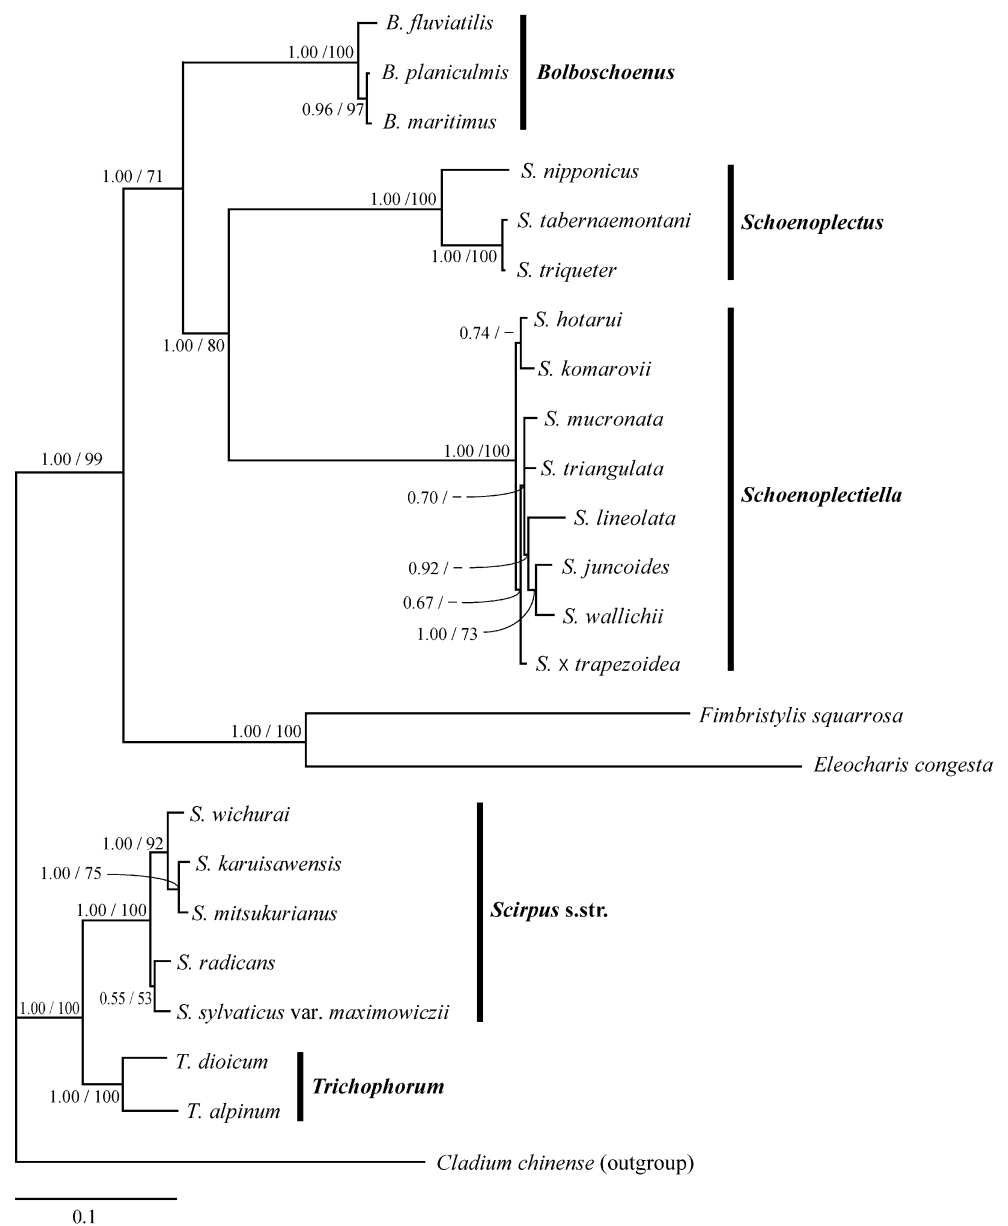 B. fluviatilis
1.00 /100
B. planiculmis
Bolboschoenus
0.96 / 97
B. maritimus
S. nipponicus
1.00 / 71
1.00 /100
S. tabernaemontani
Schoenoplectus
1.00 /100
S. triqueter
S. hotarui
0.74 / –
1.00 / 80
S. komarovii
S. mucronata
1.00 /100
1.00 / 99
S. triangulata
0.70 / –
Schoenoplectiella
S. lineolata
0.92 / –
S. juncoides
0.67 / –
S. wallichii
1.00 / 73
S. x trapezoidea
Fimbristylis squarrosa
1.00 / 100
Eleocharis congesta
S. wichurai
1.00 / 92
S. karuisawensis
1.00 / 75
1.00 / 100
S. mitsukurianus
Scirpus s.str.
S. radicans
0.55 / 53
1.00 / 100
S. sylvaticus var. maximowiczii
T. dioicum
Trichophorum
1.00 / 100
T. alpinum
Cladium chinense (outgroup)
0.1